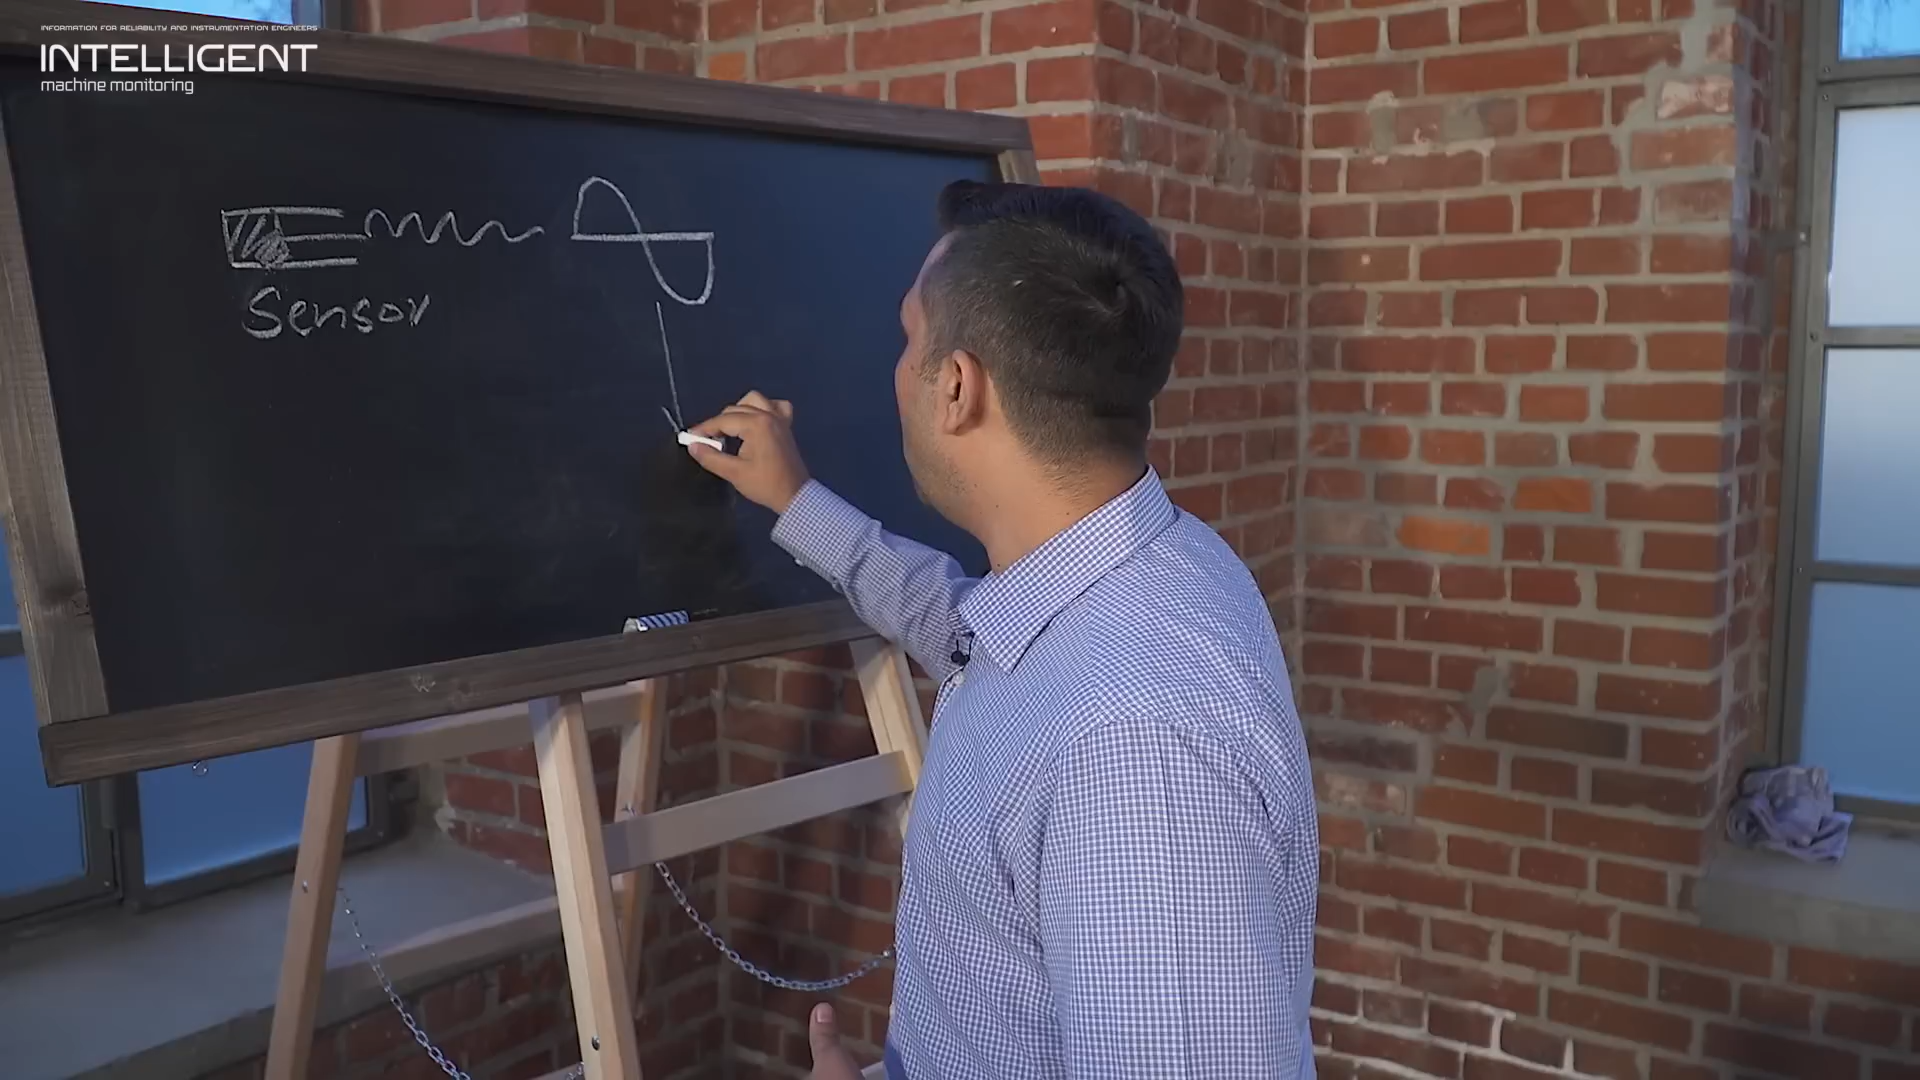 INFORMATION FOR RELIABILITY AND INSTRUMENTATION ENGINEERS
INTELLIGENT
machine monitoring
Sensor